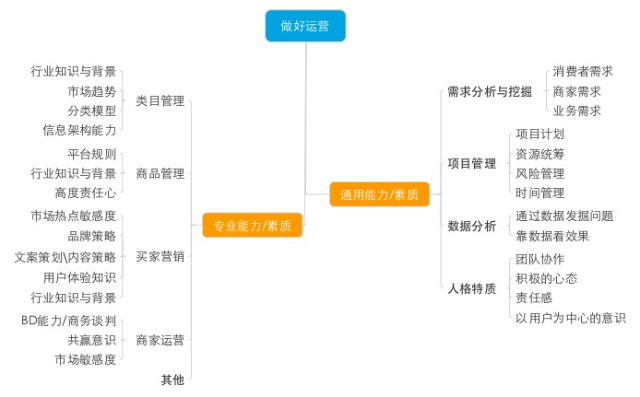 做好运营
专业能力/素质
类目管理
行业知识与背景
市场趋势
分类模型
信息架构能力
商品管理
平台规则
行业知识与背景
高度责任心
买家营销
市场热点敏感度
品牌策略
文案策划\内容策略
用户体验知识
行业知识与背景
商家运营
BD能力/商务谈判
共赢意识
市场敏感度
其他
通用能力/素质
需求分析与挖掘
消费者需求
商家需求
业务需求
项目管理
项目计划
资源统筹
风险管理
时间管理
数据分析
通过数据发掘问题
靠数据看效果
人格特质
团队协作
积极的心态
责任感
以用户为中心的意识